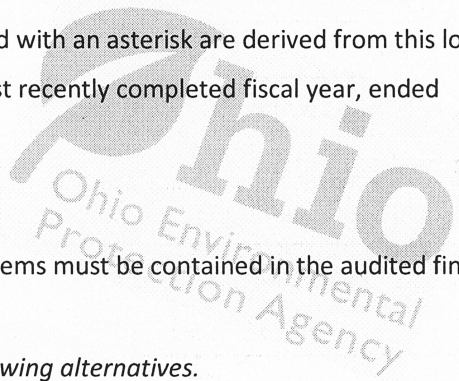 d with an asterisk are derived from this lo
st recently completed fiscal year, ended
Ohio
Ohio Environmental
Protection Agency
ems must be contained in the audited fin
wing alternatives.